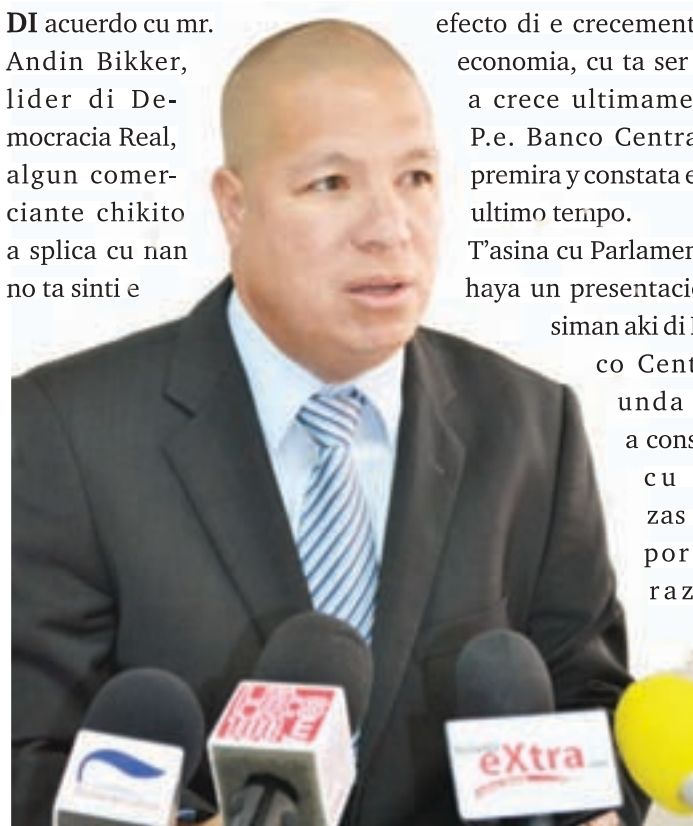 DI acuerdo cu mr.
Andin Bikker,
lider di De-
mocracia Real,
algun comer-
ciante chikito
a splica cu nan
no ta sinti e
efecto di e crecement
economia, cu ta ser
a crece ultimame
P.e. Banco Centra
premira y constata e
ultimo tempo.
T'asina cu Parlamen
haya un presentacio
siman aki di
co Cent
unda
a cons
cu
zas
por
raz
eXtra